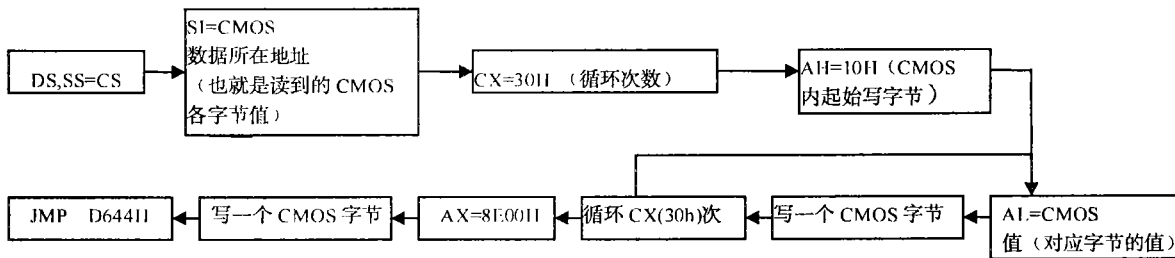 DS,SS=CS
SI=CMOS
数据所在地址
（也就是读到的 CMOS
各字节值）
CX=30H （循环次数）
AH=10H（CMOS
内起始写字节）
AL=CMOS
值（对应字节的值）
写一个 CMOS 字节
循环 CX(30h)次
AX=8E00H
写一个 CMOS 字节
JMP D644H